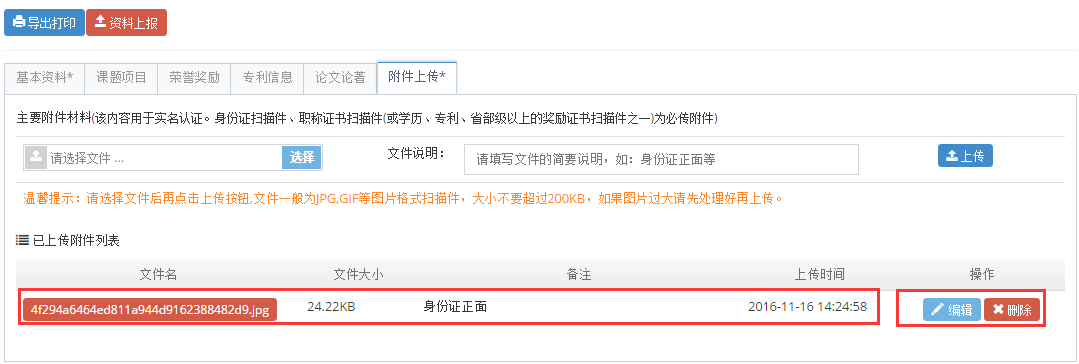 导出打印 资料上报
基本资料* 课题项目 荣誉奖励 专利信息 论文论著 附件上传*
主要附件材料(该内容用于实名认证。身份证扫描件、职称证书扫描件(或学历、专利、省部级以上的奖励证书扫描件之一)为必传附件)
请选择文件 ... 选择 文件说明： 请填写文件的简要说明，如：身份证正面等 上传
温馨提示：请选择文件后再点击上传按钮,文件一般为JPG,GIF等图片格式扫描件，大小不要超过200KB，如果图片过大请先处理好再上传。
已上传附件列表
文件名 文件大小 备注 上传时间 操作
4f294a6464ed811a944d9162388482d9.jpg 24.22KB 身份证正面 2016-11-16 14:24:58 编辑 删除